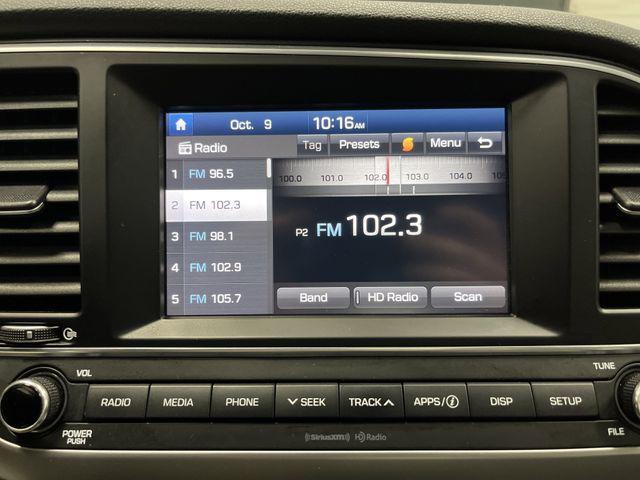 Oct. 9 10:16AM
Radio Tag Presets Menu
1 FM 96.5
2 FM 102.3
3 FM 98.1
4 FM 102.9
5 FM 105.7
100.0 101.0 102.0 103.0 104.0 105
P2 FM 102.3
Band HD Radio Scan
VOL TUNE
RADIO MEDIA PHONE SEEK TRACK APPS/i DISP SETUP
POWER FILE
PUSH
SiriusXM HD Radio